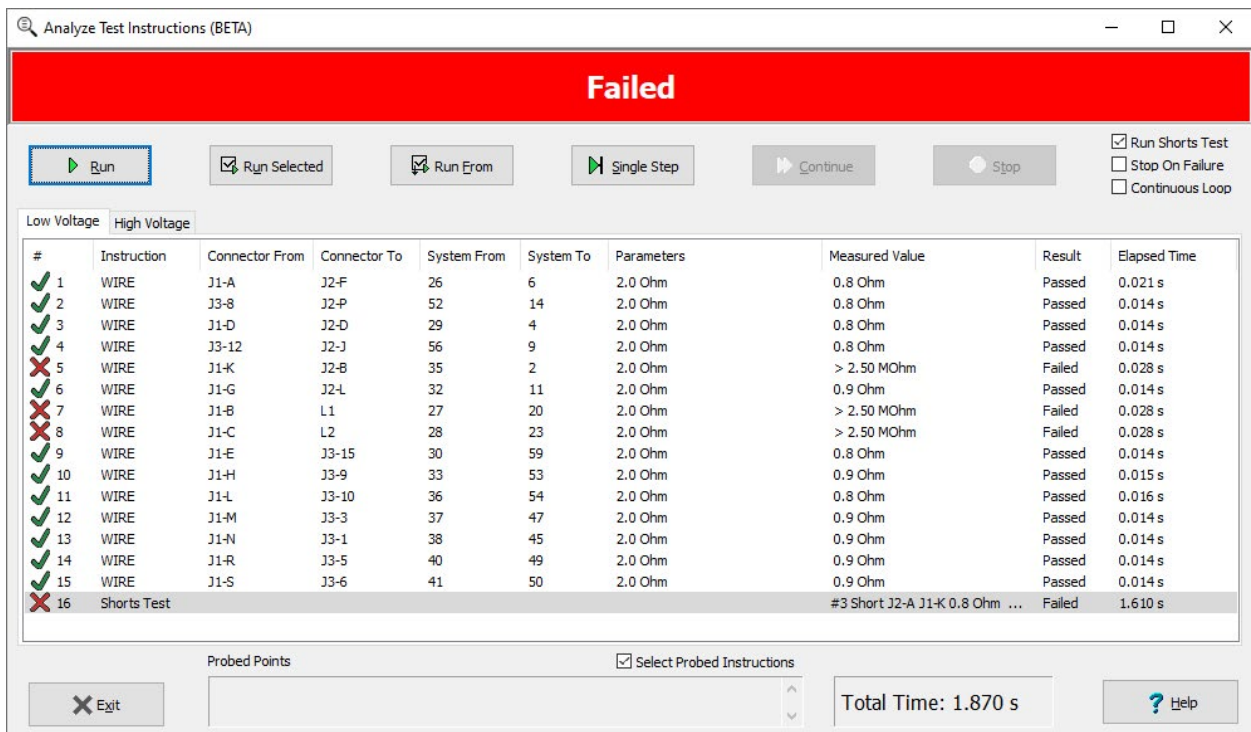 Analyze Test Instructions (BETA)
Failed
Run
Run Selected
Run From
Single Step
Continue
Stop
Run Shorts Test
Stop On Failure
Continuous Loop
Low Voltage High Voltage
# Instruction Connector From Connector To System From System To Parameters Measured Value Result Elapsed Time
1 WIRE J1-A J2-F 26 6 2.0 Ohm 0.8 Ohm Passed 0.021 s
2 WIRE J3-8 J2-P 52 14 2.0 Ohm 0.8 Ohm Passed 0.014 s
3 WIRE J1-D J2-D 29 4 2.0 Ohm 0.8 Ohm Passed 0.014 s
4 WIRE J3-12 J2-J 56 9 2.0 Ohm 0.8 Ohm Passed 0.014 s
5 WIRE J1-K J2-B 35 2 2.0 Ohm > 2.50 MOhm Failed 0.028 s
6 WIRE J1-G J2-L 32 11 2.0 Ohm 0.9 Ohm Passed 0.014 s
7 WIRE J1-B L1 27 20 2.0 Ohm > 2.50 MOhm Failed 0.028 s
8 WIRE J1-C L2 28 23 2.0 Ohm > 2.50 MOhm Failed 0.028 s
9 WIRE J1-E J3-15 30 59 2.0 Ohm 0.8 Ohm Passed 0.014 s
10 WIRE J1-H J3-9 33 53 2.0 Ohm 0.9 Ohm Passed 0.015 s
11 WIRE J1-L J3-10 36 54 2.0 Ohm 0.8 Ohm Passed 0.016 s
12 WIRE J1-M J3-3 37 47 2.0 Ohm 0.9 Ohm Passed 0.014 s
13 WIRE J1-N J3-1 38 45 2.0 Ohm 0.9 Ohm Passed 0.014 s
14 WIRE J1-R J3-5 40 49 2.0 Ohm 0.9 Ohm Passed 0.014 s
15 WIRE J1-S J3-6 41 50 2.0 Ohm 0.9 Ohm Passed 0.014 s
16 Shorts Test #3 Short J2-A J1-K 0.8 Ohm ... Failed 1.610 s
Probed Points
Select Probed Instructions
Exit
Total Time: 1.870 s
Help